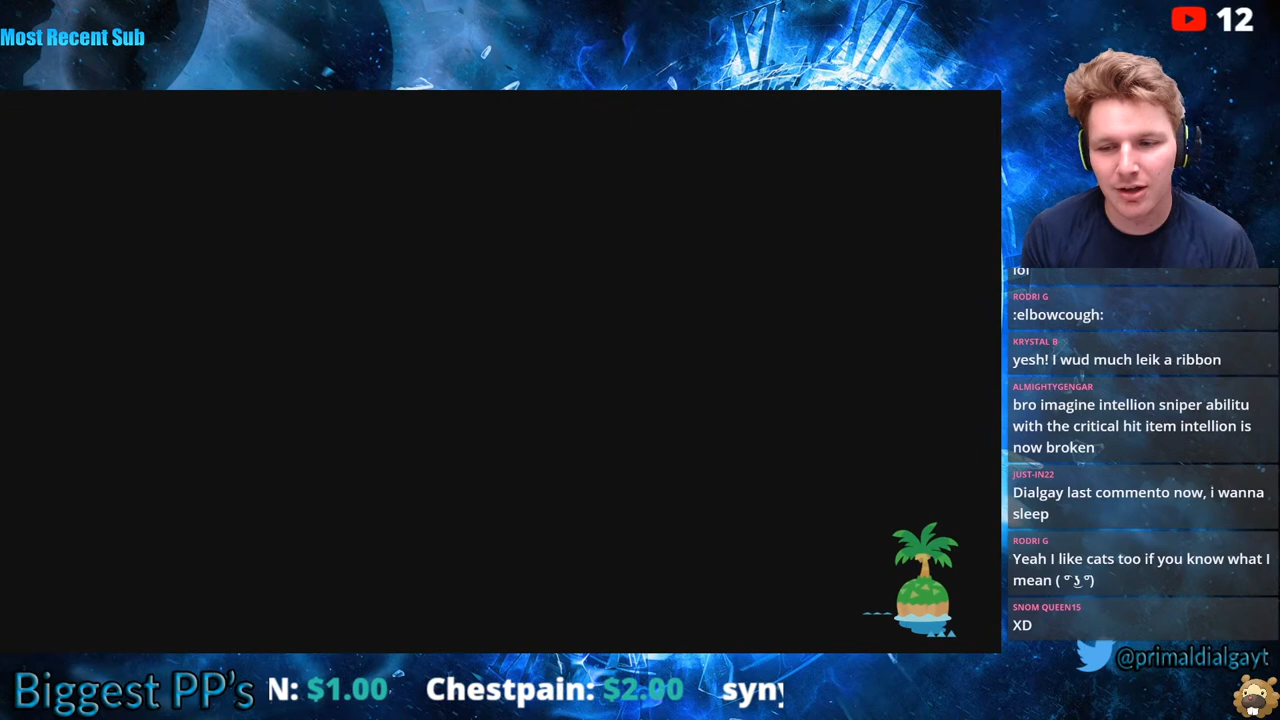 Most Recent Sub
12
lol
RODRI G
:elbowcough:
KRYSTAL B
yesh! I wud much leik a ribbon
ALMIGHTYGENGAR
bro imagine intellion sniper abilitu
with the critical hit item intellion is
now broken
JUST-IN22
Dialgay last commento now, i wanna
sleep
RODRI G
Yeah I like cats too if you know what I
mean ( ͡° ͜ʖ ͡°)
SNOM QUEEN15
XD
@primaldialgayt
Biggest PP's N: $1.00 Chestpain: $2.00 syn